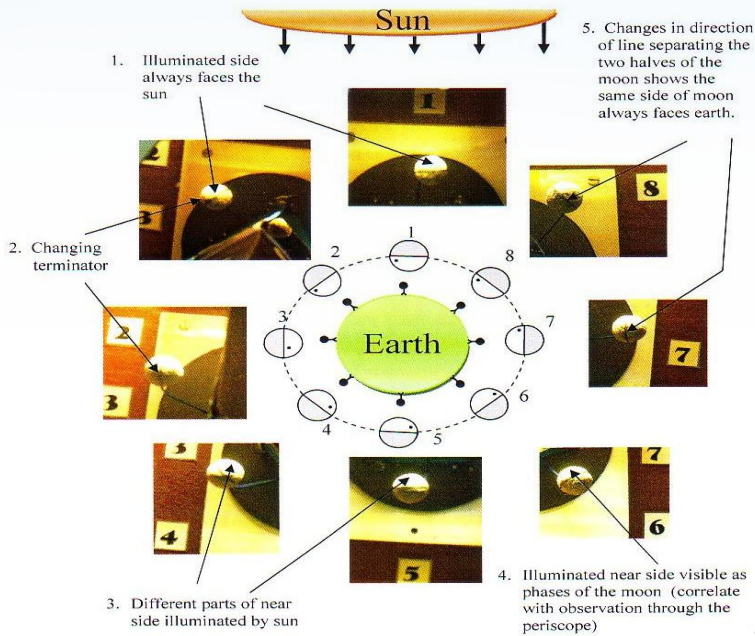 Sun
1. Illuminated side
always faces the
sun
5. Changes in direction
of line separating the
two halves of the
moon shows the
same side of moon
always faces earth.
1
2
3
8
2. Changing
terminator
1
2
8
3
7
4
6
5
Earth
2
3
7
3
4
5
7
6
3. Different parts of near
side illuminated by sun
4. Illuminated near side visible as
phases of the moon (correlate
with observation through the
periscope)